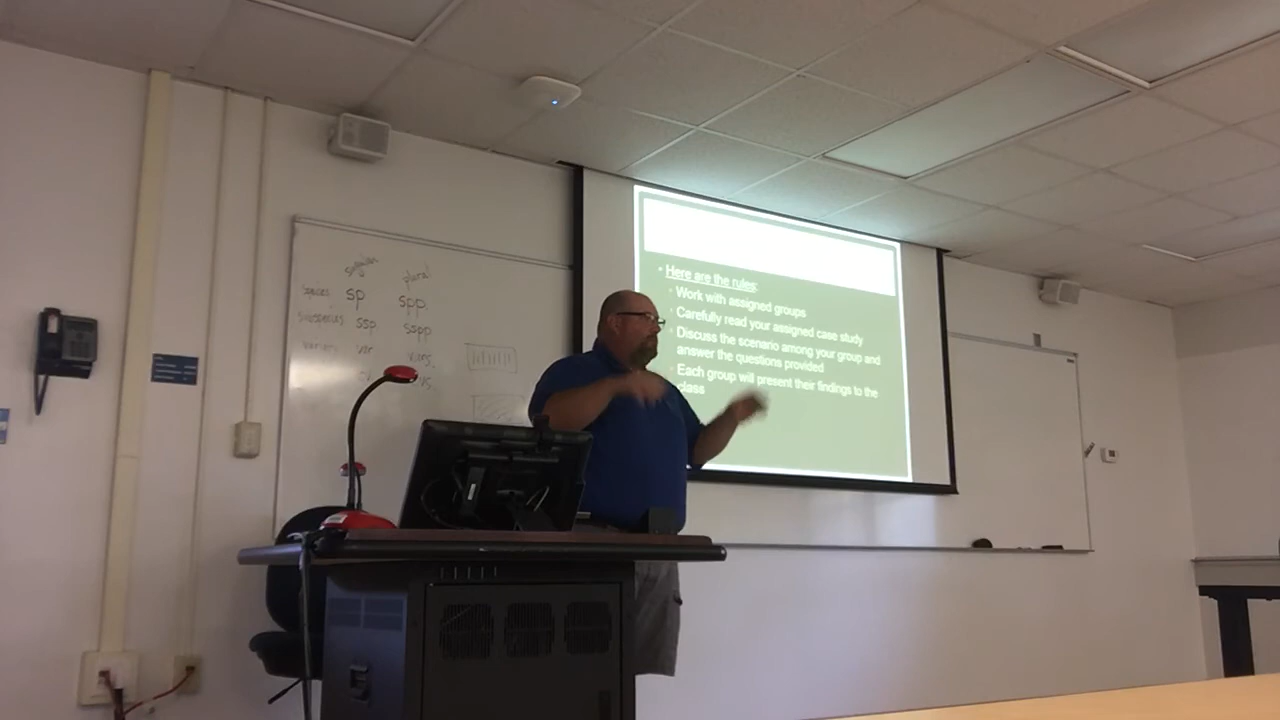 singular plural
Species sp spp.
Subspecies ssp sspp
Varieties var vars.
vs.
• Here are the rules:
Work with assigned groups
Carefully read your assigned case study
Discuss the scenario among your group and
answer the questions provided
Each group will present their findings to the
class